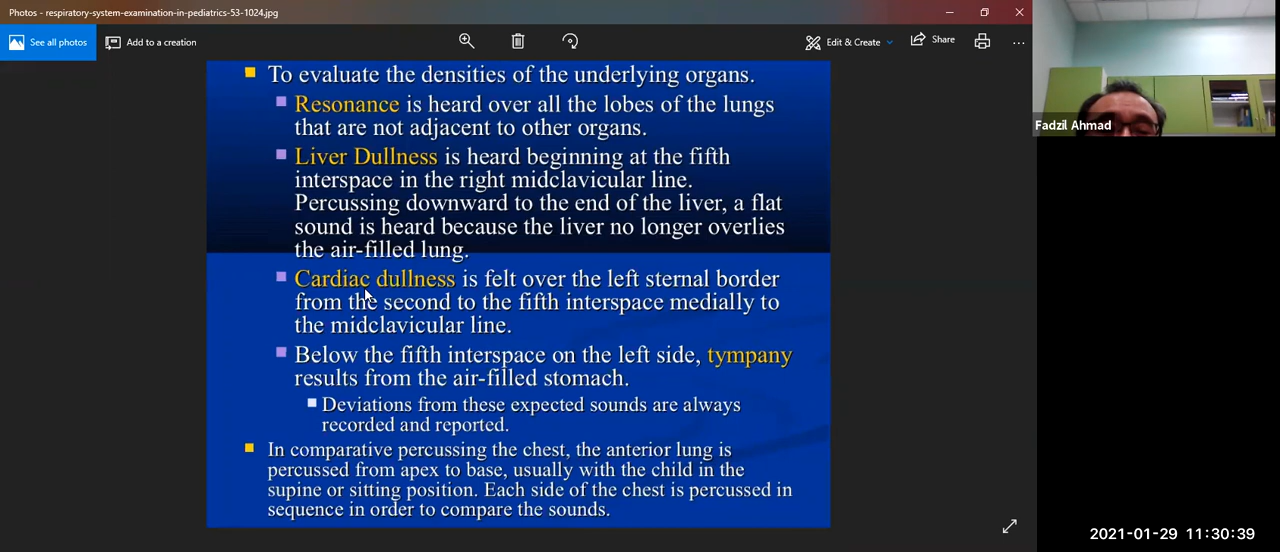 Photos - respiratory-system-examination-in-pediatrics-53-1024.jpg
See all photos
Add to a creation
Edit & Create
Share
To evaluate the densities of the underlying organs.
Resonance is heard over all the lobes of the lungs
that are not adjacent to other organs.
Liver Dullness is heard beginning at the fifth
interspace in the right midclavicular line.
Percussing downward to the end of the liver, a flat
sound is heard because the liver no longer overlies
the air-filled lung.
Cardiac dullness is felt over the left sternal border
from the second to the fifth interspace medially to
the midclavicular line.
Below the fifth interspace on the left side, tympany
results from the air-filled stomach.
Deviations from these expected sounds are always
recorded and reported.
In comparative percussing the chest, the anterior lung is
percussed from apex to base, usually with the child in the
supine or sitting position. Each side of the chest is percussed in
sequence in order to compare the sounds.
Fadzil Ahmad
2021-01-29 11:30:39